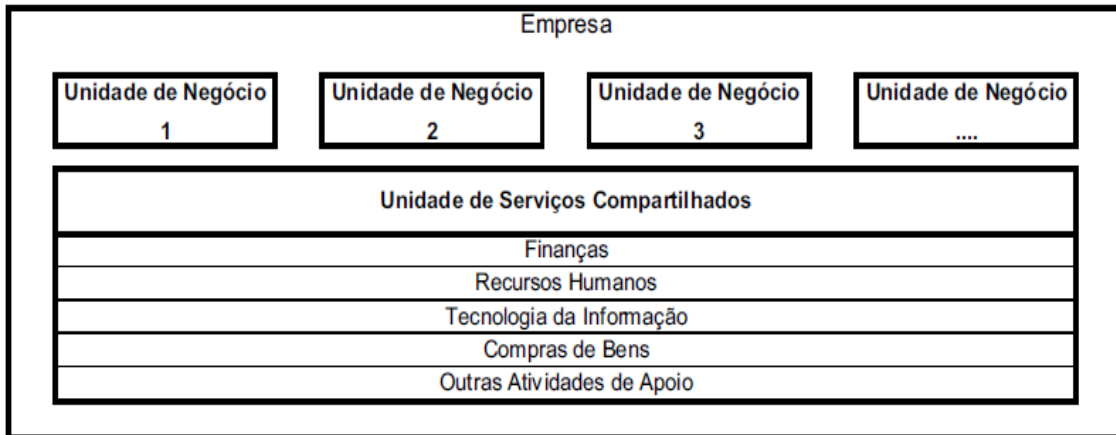 Empresa
Unidade de Negócio
1
Unidade de Negócio
2
Unidade de Negócio
3
Unidade de Negócio
....
Unidade de Serviços Compartilhados
Finanças
Recursos Humanos
Tecnologia da Informação
Compras de Bens
Outras Atividades de Apoio